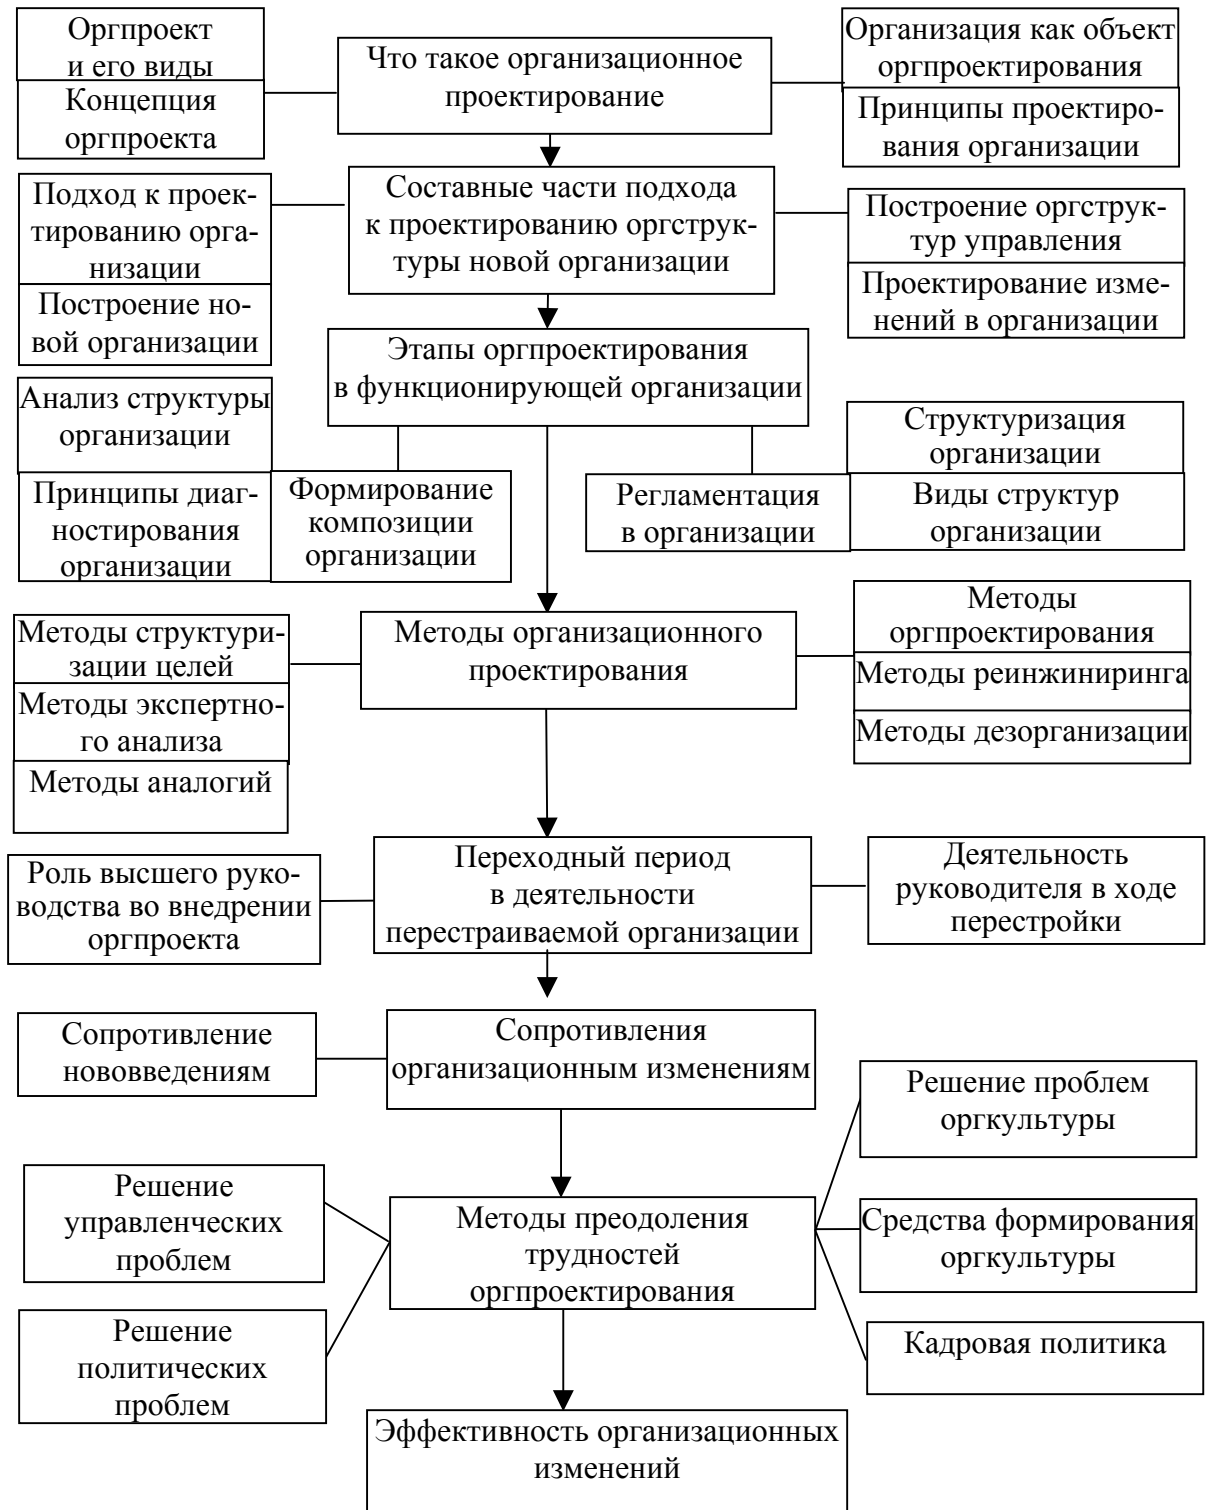 Оргпроект
и его виды
Концепция
оргпроекта
Что такое организационное
проектирование
Организация как объект
оргпроектирования
Принципы проектиро-
вания организации
Подход к проек-
тированию орга-
низации
Построение но-
вой организации
Составные части подхода
к проектированию оргструк-
туры новой организации
Построение оргструк-
тур управления
Проектирование изме-
нений в организации
Этапы оргпроектирования
в функционирующей организации
Анализ структуры
организации
Принципы диаг-
ностирования
организации
Формирование
композиции
организации
Регламентация
в организации
Структуризация
организации
Виды структур
организации
Методы структури-
зации целей
Методы экспертно-
го анализа
Методы аналогий
Методы организационного
проектирования
Методы
оргпроектирования
Методы реинжиниринга
Методы дезорганизации
Роль высшего руко-
водства во внедрении
оргпроекта
Переходный период
в деятельности
перестраиваемой организации
Деятельность
руководителя в ходе
перестройки
Сопротивление
нововведениям
Сопротивления
организационным изменениям
Решение
управленческих
проблем
Решение
политических
проблем
Методы преодоления
трудностей
оргпроектирования
Решение проблем
оргкультуры
Средства формирования
оргкультуры
Кадровая политика
Эффективность организационных
изменений